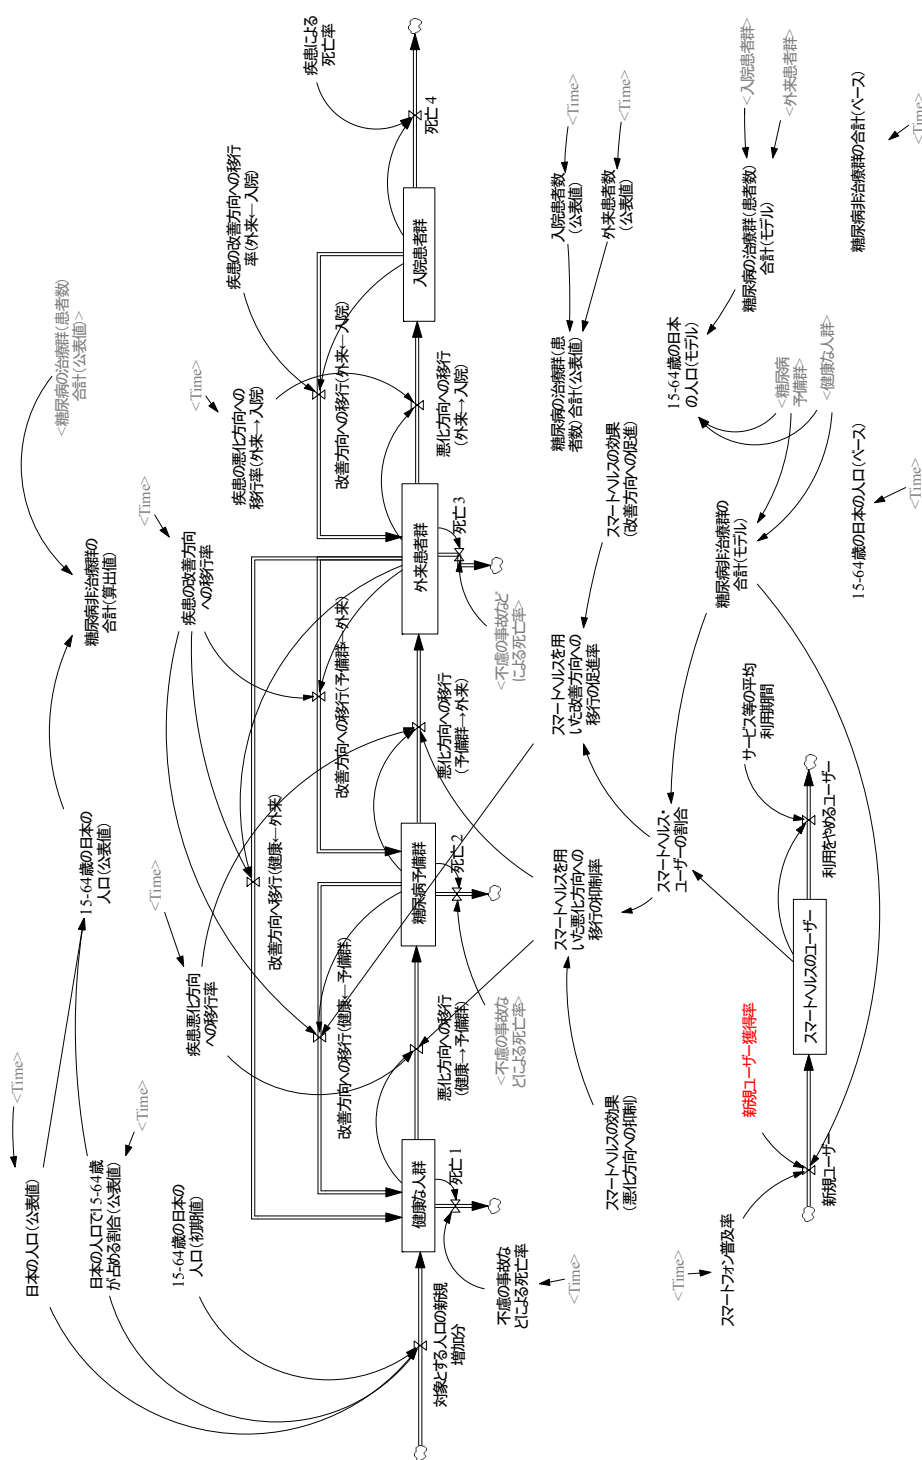 日本の人口(公表値)
<Time>
日本の人口で15-64歳
が占める割合(公表値)
<Time>
15-64歳の日本の
人口(初期値)
15-64歳の日本の
人口(公表値)
糖尿病非治療群の
合計(算出値)
<糖尿病の治療群(患者数)
合計(公表値)>
<Time>
疾患悪化方向
への移行率
<Time>
疾患の改善方向
への移行率
<Time>
疾患の悪化方向への
移行率(外来→入院)
疾患の改善方向への移行
率(外来←入院)
疾患による
死亡率
改善方向へ移行(健康←外来)
改善方向への移行(健康←予備群)
改善方向への移行(予備群←外来)
改善方向への移行(外来←入院)
対象とする人口の新規
増加分
健康な人群
悪化方向への移行
(健康→予備群)
糖尿病予備群
悪化方向への移行
(予備群→外来)
外来患者群
悪化方向への移行
(外来→入院)
入院患者群
死亡4
死亡1
死亡2
死亡3
不慮の事故な
どによる死亡率
<Time>
<不慮の事故な
どによる死亡率>
<不慮の事故など
による死亡率>
スマートヘルスを用
いた悪化方向への
移行の抑制率
スマートヘルスを用
いた改善方向への
移行の促進率
スマートヘルスの効果
(悪化方向への抑制)
スマートヘルスの効果
(改善方向への促進)
糖尿病の治療群(患
者数)合計(公表値)
入院患者数
(公表値)
<Time>
外来患者数
(公表値)
<Time>
スマートヘルス・
ユーザーの割合
糖尿病非治療群の
合計(モデル)
15-64歳の日本
の人口(モデル)
糖尿病の治療群(患者数)
合計(モデル)
<入院患者群>
<外来患者群>
<糖尿病
予備群>
<健康な人群>
<Time>
スマートフォン普及率
新規ユーザー獲得率
サービス等の平均
利用期間
新規ユーザー
スマートヘルスのユーザー
利用をやめるユーザー
15-64歳の日本の人口(ベース)
<Time>
糖尿病非治療群の合計(ベース)
<Time>